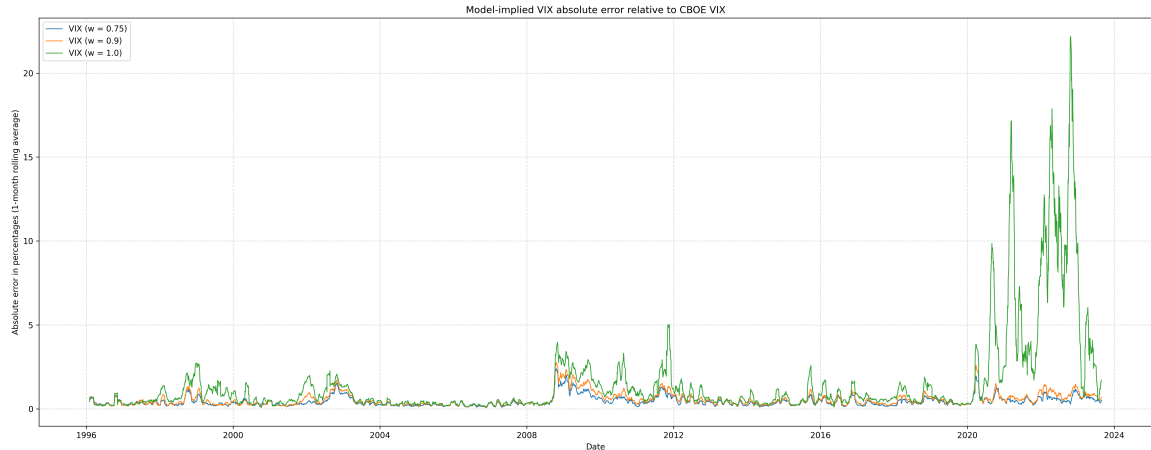 Model-implied VIX absolute error relative to CBOE VIX
VIX (w = 0.75)
VIX (w = 0.9)
VIX (w = 1.0)
Absolute error in percentages (1-month rolling average)
20
15
10
5
0
1996
2000
2004
2008
2012
2016
2020
2024
Date